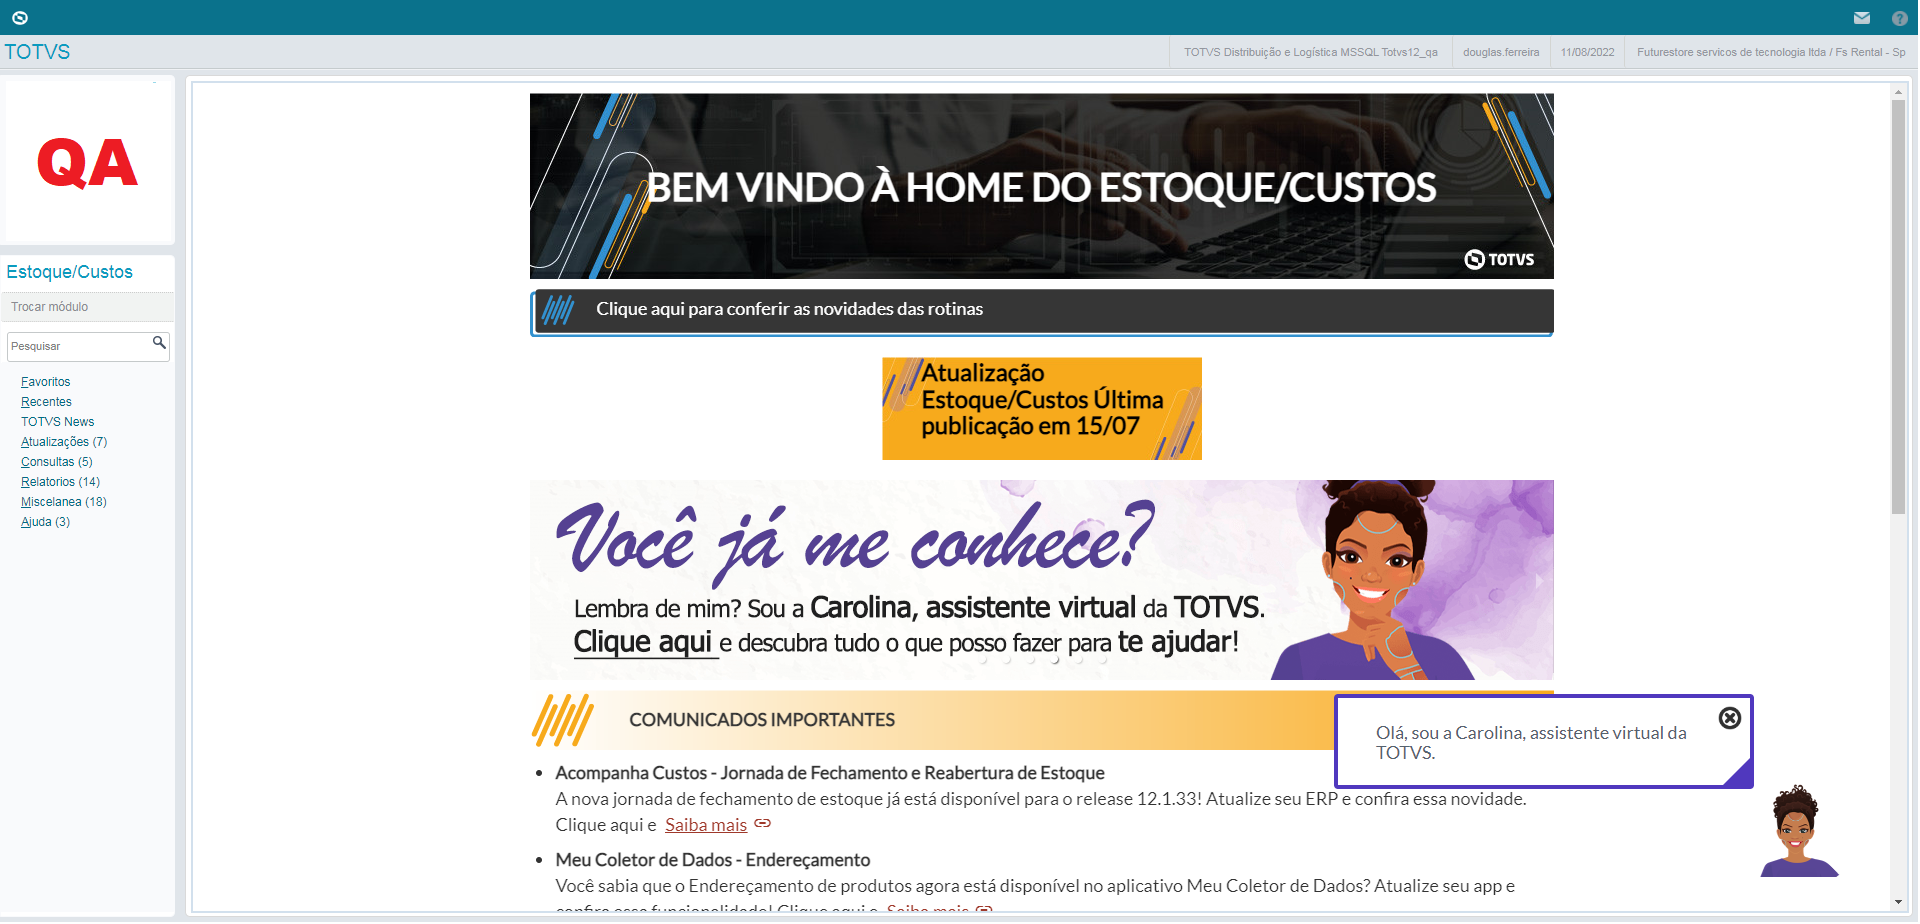 TOTVS
TOTVS Distribuição e Logística MSSQL Totvs12_qa
douglas.ferreira
11/08/2022
Futurestore servicos de tecnologia ltda / Fs Rental - Sp
QA
Estoque/Custos
Trocar módulo
Pesquisar
Favoritos
Recentes
TOTVS News
Atualizações (7)
Consultas (5)
Relatorios (14)
Miscelanea (18)
Ajuda (3)
BEM VINDO À HOME DO ESTOQUE/CUSTOS
TOTVS
Clique aqui para conferir as novidades das rotinas
Atualização
Estoque/Custos Última
publicação em 15/07
Você já me conhece?
Lembra de mim? Sou a Carolina, assistente virtual da TOTVS.
Clique aqui e descubra tudo o que posso fazer para te ajudar!
COMUNICADOS IMPORTANTES
Olá, sou a Carolina, assistente virtual da
TOTVS.
• Acompanha Custos - Jornada de Fechamento e Reabertura de Estoque
A nova jornada de fechamento de estoque já está disponível para o release 12.1.33! Atualize seu ERP e confira essa novidade.
Clique aqui e Saiba mais
• Meu Coletor de Dados - Endereçamento
Você sabia que o Endereçamento de produtos agora está disponível no aplicativo Meu Coletor de Dados? Atualize seu app e
confira essa funcionalidade! Clique aqui e Saiba mais